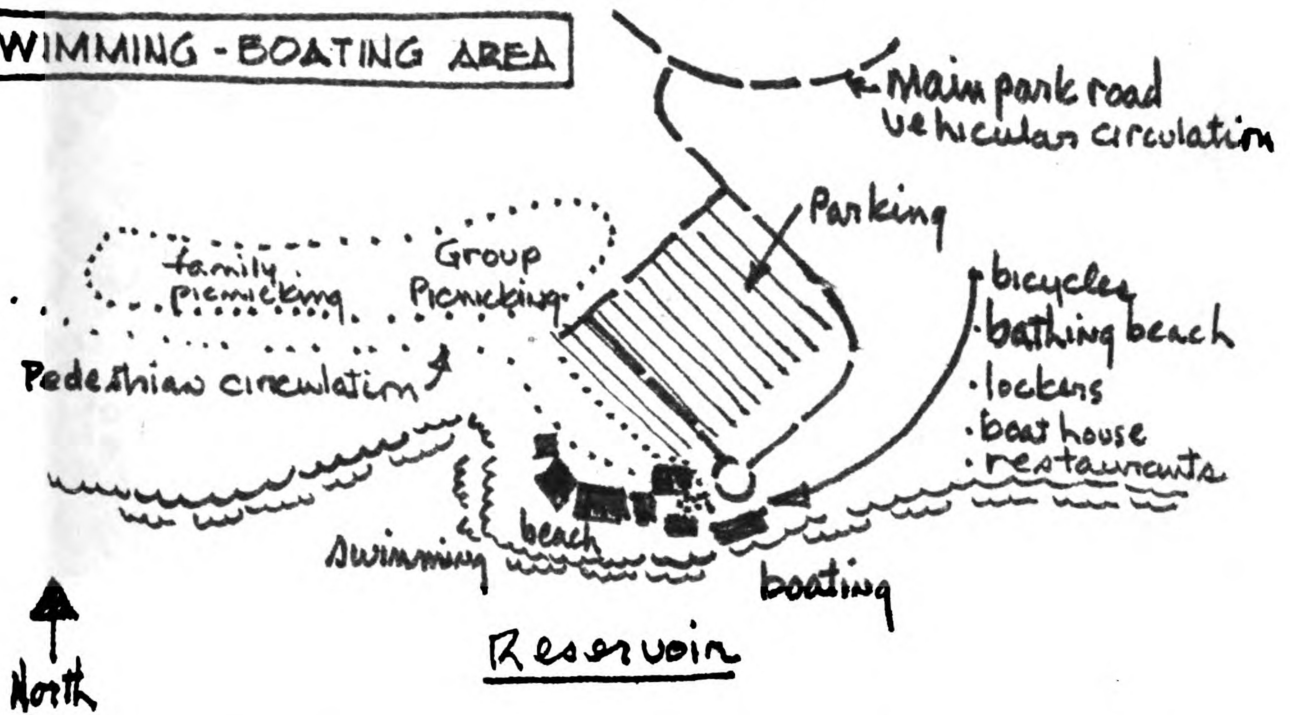 WIMMING - BOATING AREA
Main park road
vehicular circulation
Parking
family
picnicking
Group
Picnicking
bicycles
· bathing beach
· lockers
· boat house
· restaurants
Pedestrian circulation
beach
swimming
boating
Reservoir
North